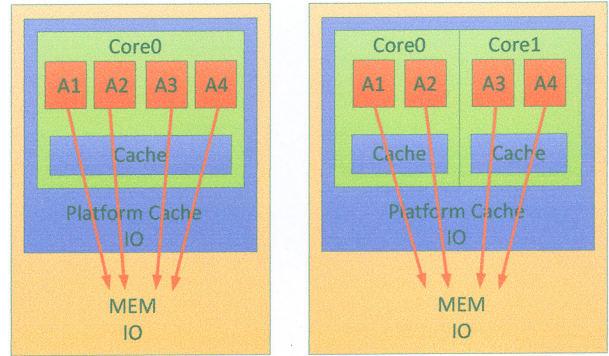 Core0
A1 A2 A3 A4
Cache
Platform Cache
IO
MEM
IO
Core0 Core1
A1 A2 A3 A4
Cache Cache
Platform Cache
IO
MEM
IO